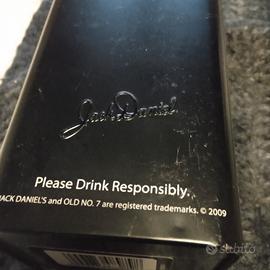 Jack Daniel
Please Drink Responsibly.
JACK DANIEL'S and OLD NO. 7 are registered trademarks. © 2009
subito